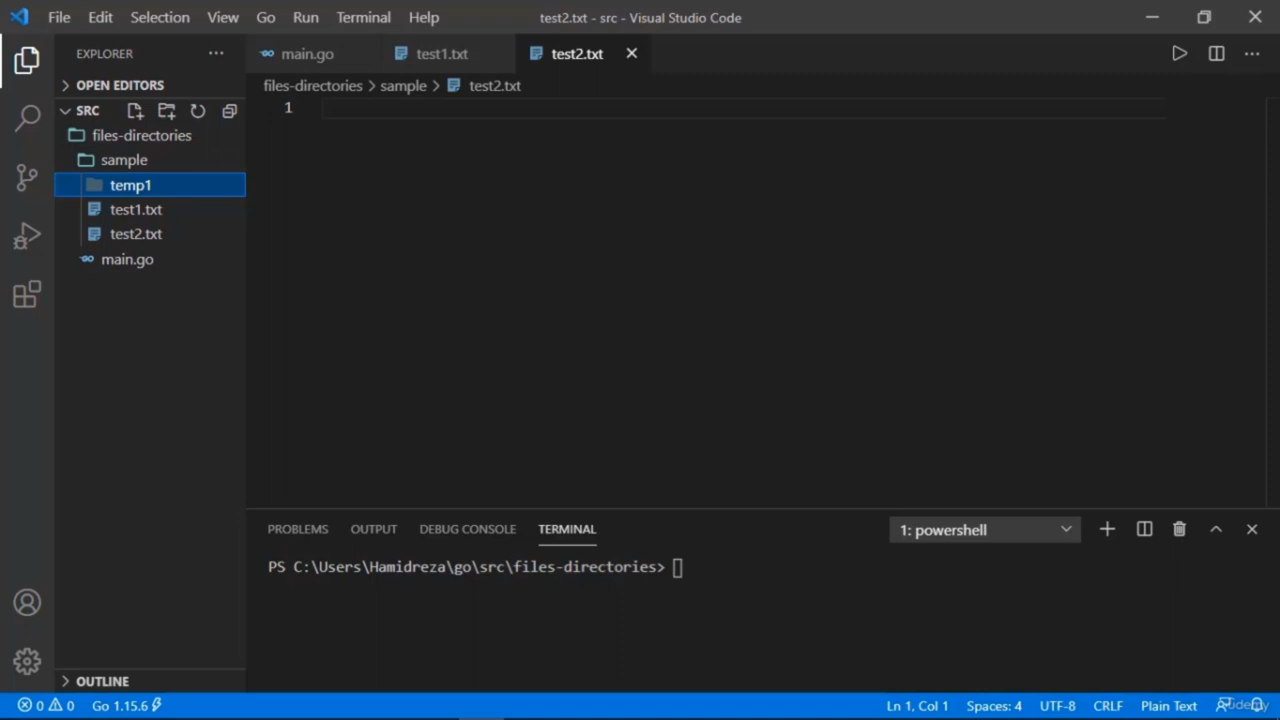 File Edit Selection View Go Run Terminal Help
test2.txt - src - Visual Studio Code
EXPLORER
OPEN EDITORS
SRC
files-directories
sample
temp1
test1.txt
test2.txt
main.go
OUTLINE
main.go test1.txt test2.txt
files-directories > sample > test2.txt
1
PROBLEMS OUTPUT DEBUG CONSOLE TERMINAL
1: powershell
PS C:\Users\Hamidreza\go\src\files-directories>
0 0 Go 1.15.6
Ln 1, Col 1 Spaces: 4 UTF-8 CRLF Plain Text
Udemy